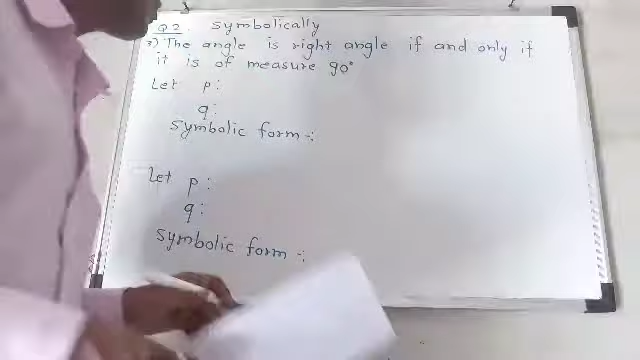 Q2. Symbolically
7) The angle is right angle if and only if
it is of measure 90°
Let p:
q:
Symbolic form :-
Let p:
q:
Symbolic form :-